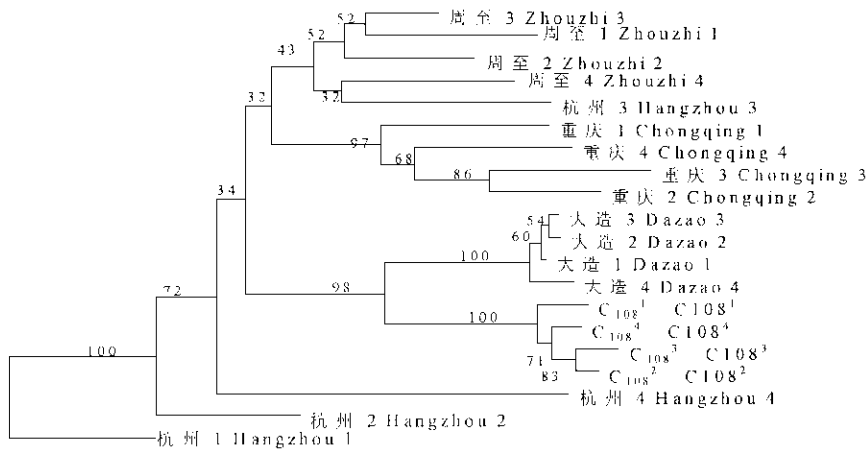 52
周至 3 Zhouzhi 3
周至 1 Zhouzhi 1
52
43
周至 2 Zhouzhi 2
周至 4 Zhouzhi 4
32
32
杭州 3 Hangzhou 3
重庆 1 Chongqing 1
97
重庆 4 Chongqing 4
68
重庆 3 Chongqing 3
86
重庆 2 Chongqing 2
34
大造 3 Dazao 3
54
大造 2 Dazao 2
60
大造 1 Dazao 1
100
大造 4 Dazao 4
98
72
C₁₀₈¹ C108¹
100
C₁₀₈⁴ C108⁴
C₁₀₈³ C108³
71
C₁₀₈² C108²
83
100
杭州 4 Hangzhou 4
杭州 2 Hangzhou 2
杭州 1 Hangzhou 1